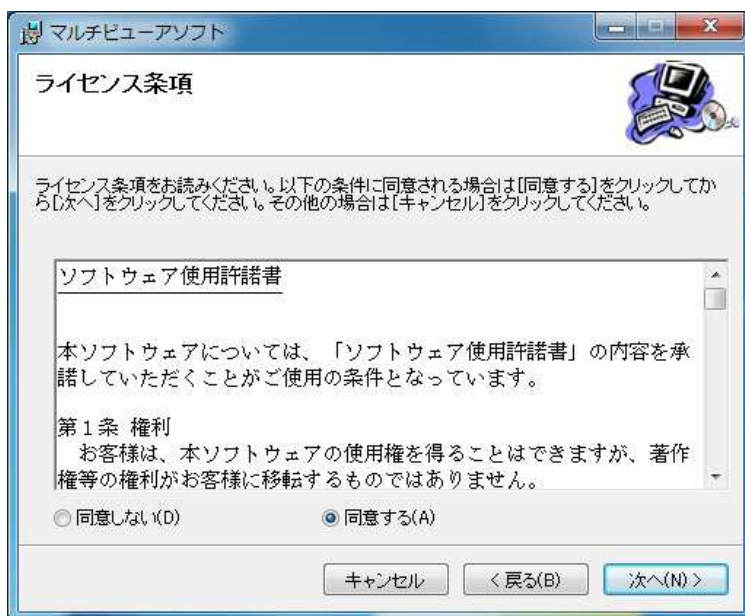 マルチビューアソフト
ライセンス条項
ライセンス条項をお読みください。以下の条件に同意される場合は[同意する]をクリックしてか
ら[次へ]をクリックしてください。その他の場合は[キャンセル]をクリックしてください。
ソフトウェア使用許諾書
本ソフトウェアについては、「ソフトウェア使用許諾書」の内容を承
諾していただくことがご使用の条件となっています。
第１条 権利
お客様は、本ソフトウェアの使用権を得ることはできますが、著作
権等の権利がお客様に移転するものではありません。
同意しない(D)
同意する(A)
キャンセル
< 戻る(B)
次へ(N) >